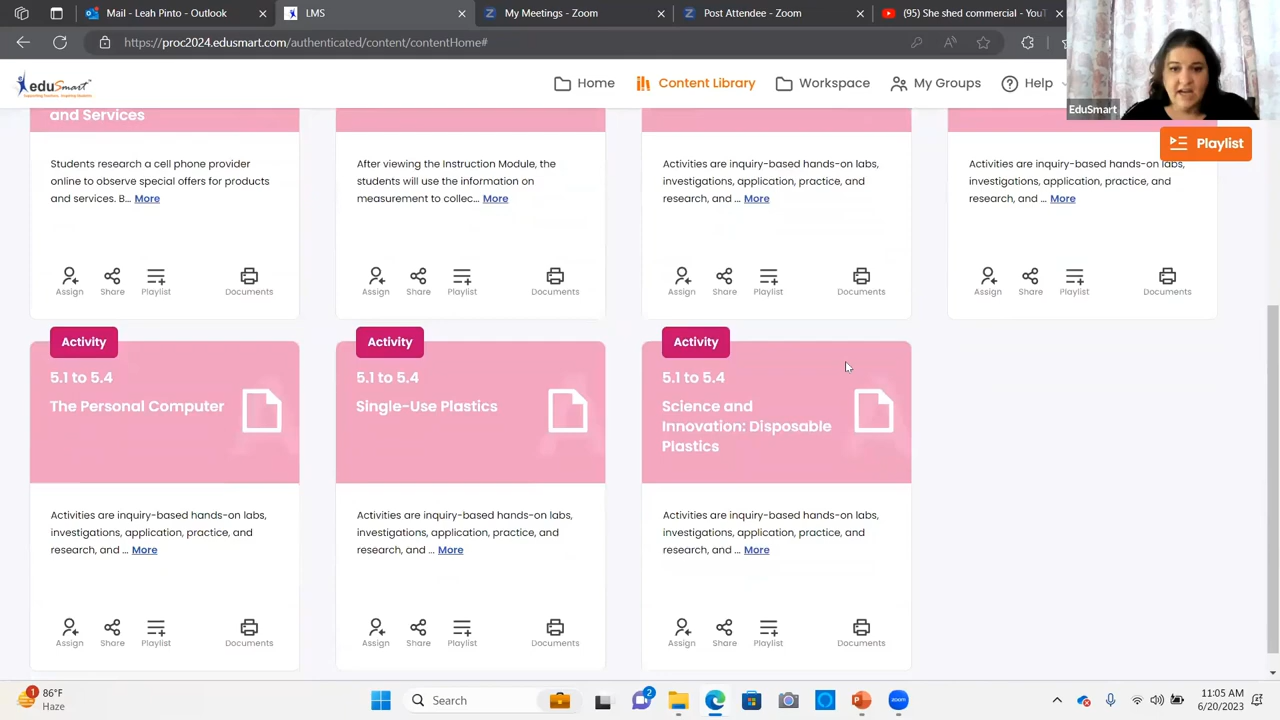 Mail - Leah Pinto - Outlook
LMS
My Meetings - Zoom
Post Attendee - Zoom
(95) She shed commercial - You
https://proc2024.edusmart.com/authenticated/content/contentHome#
eduSmart
Home
Content Library
Workspace
My Groups
Help
EduSmart
Playlist
and Services
Students research a cell phone provider
online to observe special offers for products
and services. B... More
After viewing the Instruction Module, the
students will use the information on
measurement to collec... More
Activities are inquiry-based hands-on labs,
investigations, application, practice, and
research, and ... More
Activities are inquiry-based hands-on labs,
investigations, application, practice, and
research, and ... More
Assign Share Playlist Documents
Assign Share Playlist Documents
Assign Share Playlist Documents
Assign Share Playlist Documents
Activity
5.1 to 5.4
The Personal Computer
Activities are inquiry-based hands-on labs,
investigations, application, practice, and
research, and ... More
Assign Share Playlist Documents
Activity
5.1 to 5.4
Single-Use Plastics
Activities are inquiry-based hands-on labs,
investigations, application, practice, and
research, and ... More
Assign Share Playlist Documents
Activity
5.1 to 5.4
Science and
Innovation: Disposable
Plastics
Activities are inquiry-based hands-on labs,
investigations, application, practice, and
research, and ... More
Assign Share Playlist Documents
1
86°F
Haze
Search
2
11:05 AM
6/20/2023